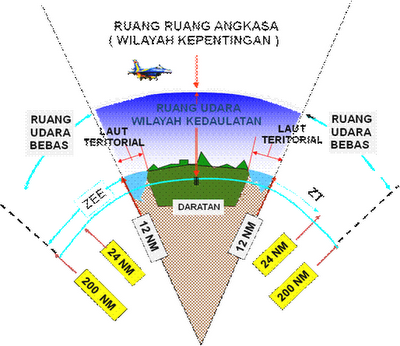 RUANG RUANG ANGKASA
( WILAYAH KEPENTINGAN )
RUANG UDARA
WILAYAH KEDAULATAN
RUANG
UDARA
BEBAS
LAUT
TERITORIAL
LAUT
TERITORIAL
RUANG
UDARA
BEBAS
ZEE
DARATAN
ZT
12 NM
12 NM
24 NM
24 NM
200 NM
200 NM